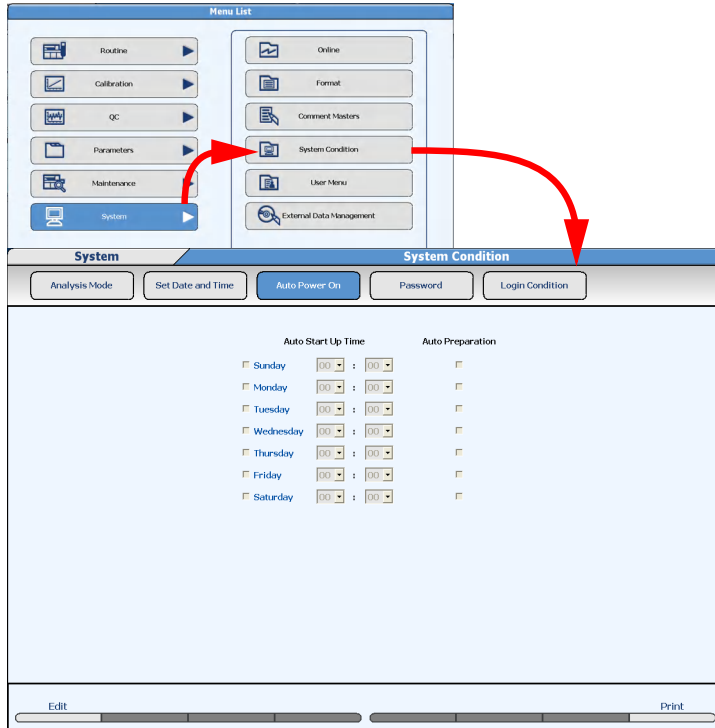 Menu List
Routine
Online
Calibration
Format
QC
Comment Masters
Parameters
System Condition
Maintenance
User Menu
System
External Data Management
System
System Condition
Analysis Mode
Set Date and Time
Auto Power On
Password
Login Condition
Auto Start Up Time Auto Preparation
Sunday 00 : 00
Monday 00 : 00
Tuesday 00 : 00
Wednesday 00 : 00
Thursday 00 : 00
Friday 00 : 00
Saturday 00 : 00
Edit
Print